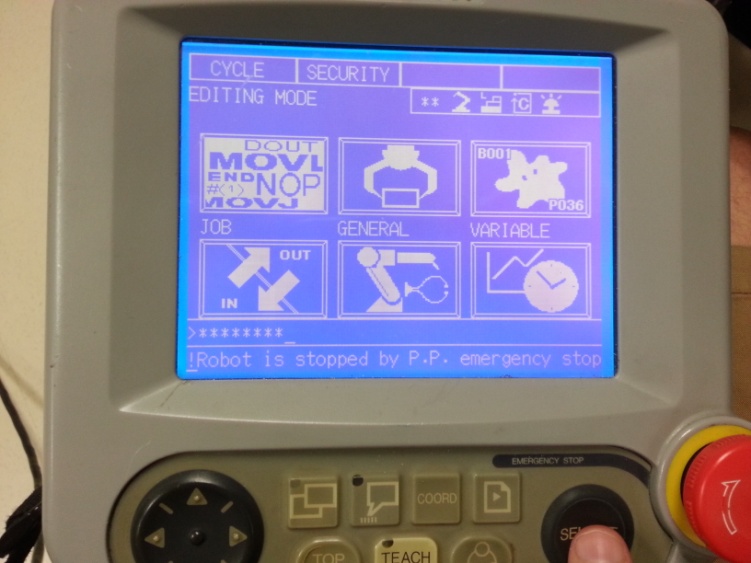 CYCLE SECURITY
EDITING MODE
** C
DOUT
MOVL
END NOP
#(1)
MOVJ
B001
P036
JOB GENERAL VARIABLE
OUT
IN
>********_
!Robot is stopped by P.P. emergency stop
EMERGENCY STOP
COORD
TOP
TEACH